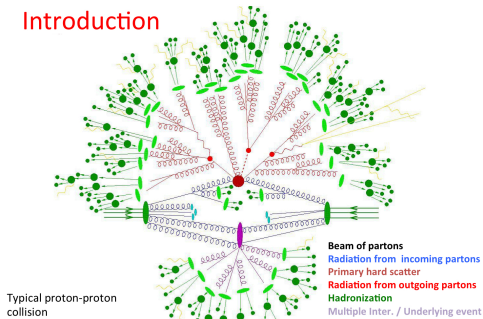 Introduction
Beam of partons
Radiation from  incoming partons
Primary hard scatter
Radiation from outgoing partons
Hadronization
Multiple Inter. / Underlying event
Typical proton-proton
collision